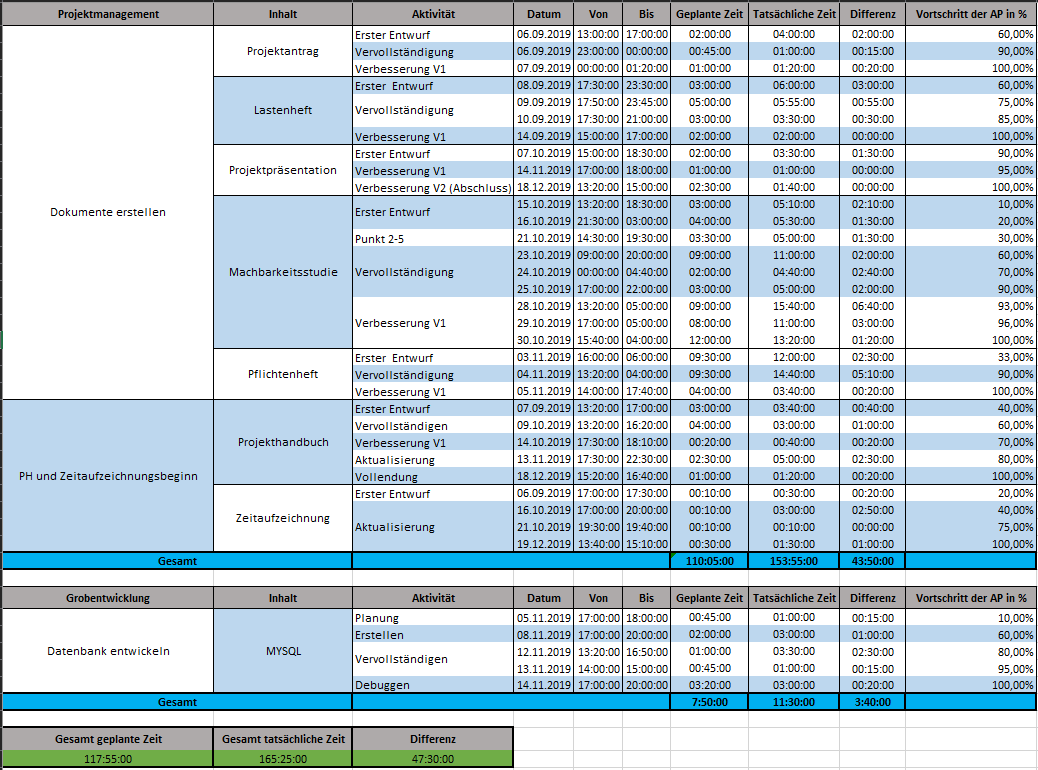 Projektmanagement Inhalt Aktivität Datum Von Bis Geplante Zeit Tatsächliche Zeit Differenz Vortschritt der AP in %
Dokumente erstellen
Projektantrag
Erster Entwurf 06.09.2019 13:00:00 17:00:00 02:00:00 04:00:00 02:00:00 60,00%
Vervollständigung 06.09.2019 23:00:00 00:00:00 00:45:00 01:00:00 00:15:00 90,00%
Verbesserung V1 07.09.2019 00:00:00 01:20:00 01:00:00 01:20:00 00:20:00 100,00%
Lastenheft
Erster  Entwurf 08.09.2019 17:30:00 23:30:00 03:00:00 06:00:00 03:00:00 60,00%
Vervollständigung 09.09.2019 17:50:00 23:45:00 05:00:00 05:55:00 00:55:00 75,00%
10.09.2019 17:30:00 21:00:00 03:00:00 03:30:00 00:30:00 85,00%
Verbesserung V1 14.09.2019 15:00:00 17:00:00 02:00:00 02:00:00 00:00:00 100,00%
Projektpräsentation
Erster Entwurf 07.10.2019 15:00:00 18:30:00 02:00:00 03:30:00 01:30:00 90,00%
Verbesserung V1 14.11.2019 17:00:00 18:00:00 01:00:00 01:00:00 00:00:00 95,00%
Verbesserung V2 (Abschluss) 18.12.2019 13:20:00 15:00:00 02:30:00 01:40:00 00:00:00 100,00%
Machbarkeitsstudie
Erster Entwurf 15.10.2019 13:20:00 18:30:00 03:00:00 05:10:00 02:10:00 10,00%
16.10.2019 21:30:00 03:00:00 04:00:00 05:30:00 01:30:00 20,00%
Punkt 2-5 21.10.2019 14:30:00 19:30:00 03:30:00 05:00:00 01:30:00 30,00%
Vervollständigung 23.10.2019 09:00:00 20:00:00 09:00:00 11:00:00 02:00:00 60,00%
24.10.2019 00:00:00 04:40:00 02:00:00 04:40:00 02:40:00 70,00%
25.10.2019 17:00:00 22:00:00 03:00:00 05:00:00 02:00:00 90,00%
Verbesserung V1 28.10.2019 13:20:00 05:00:00 09:00:00 15:40:00 06:40:00 93,00%
29.10.2019 17:00:00 05:00:00 08:00:00 11:00:00 03:00:00 96,00%
30.10.2019 15:40:00 04:00:00 12:00:00 13:20:00 01:20:00 100,00%
Pflichtenheft
Erster  Entwurf 03.11.2019 16:00:00 06:00:00 09:30:00 12:00:00 02:30:00 33,00%
Vervollständigung 04.11.2019 13:20:00 04:00:00 09:30:00 14:40:00 05:10:00 90,00%
Verbesserung V1 05.11.2019 14:00:00 17:40:00 04:00:00 03:40:00 00:20:00 100,00%
PH und Zeitaufzeichnungsbeginn
Projekthandbuch
Erster Entwurf 07.09.2019 13:20:00 17:00:00 03:00:00 03:40:00 00:40:00 40,00%
Vervollständigen 09.10.2019 13:20:00 16:20:00 04:00:00 03:00:00 01:00:00 60,00%
Verbesserung V1 14.10.2019 17:30:00 18:10:00 00:20:00 00:40:00 00:20:00 70,00%
Aktualisierung 13.11.2019 17:30:00 22:30:00 02:30:00 05:00:00 02:30:00 80,00%
Vollendung 18.12.2019 15:20:00 16:40:00 01:00:00 01:20:00 00:20:00 100,00%
Zeitaufzeichnung
Erster Entwurf 06.09.2019 17:00:00 17:30:00 00:10:00 00:30:00 00:20:00 20,00%
Aktualisierung 16.10.2019 17:00:00 20:00:00 00:10:00 03:00:00 02:50:00 40,00%
21.10.2019 19:30:00 19:40:00 00:10:00 00:10:00 00:00:00 75,00%
19.12.2019 13:40:00 15:10:00 00:30:00 01:30:00 01:00:00 100,00%
Gesamt 110:05:00 153:55:00 43:50:00
Grobentwicklung Inhalt Aktivität Datum Von Bis Geplante Zeit Tatsächliche Zeit Differenz Vortschritt der AP in %
Datenbank entwickeln
MYSQL
Planung 05.11.2019 17:00:00 18:00:00 00:45:00 01:00:00 00:15:00 10,00%
Erstellen 08.11.2019 17:00:00 20:00:00 02:00:00 03:00:00 01:00:00 60,00%
Vervollständigen 12.11.2019 13:20:00 16:50:00 01:00:00 03:30:00 02:30:00 80,00%
13.11.2019 14:00:00 15:00:00 00:45:00 01:00:00 00:15:00 95,00%
Debuggen 14.11.2019 17:00:00 20:00:00 03:20:00 03:00:00 00:20:00 100,00%
Gesamt 7:50:00 11:30:00 3:40:00
Gesamt geplante Zeit Gesamt tatsächliche Zeit Differenz
117:55:00 165:25:00 47:30:00